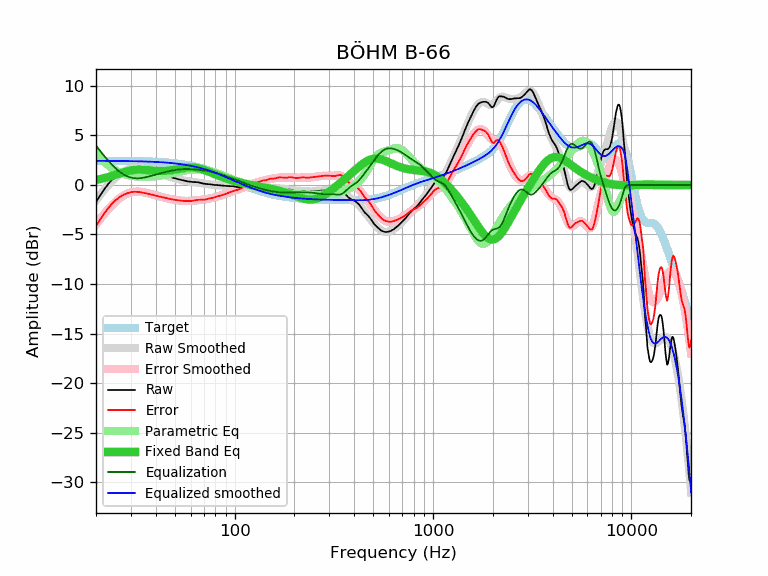 BÖHM B-66
10
5
0
−5
−10
−15
−20
−25
−30
Amplitude (dBr)
Target
Raw Smoothed
Error Smoothed
Raw
Error
Parametric Eq
Fixed Band Eq
Equalization
Equalized smoothed
100
1000
10000
Frequency (Hz)